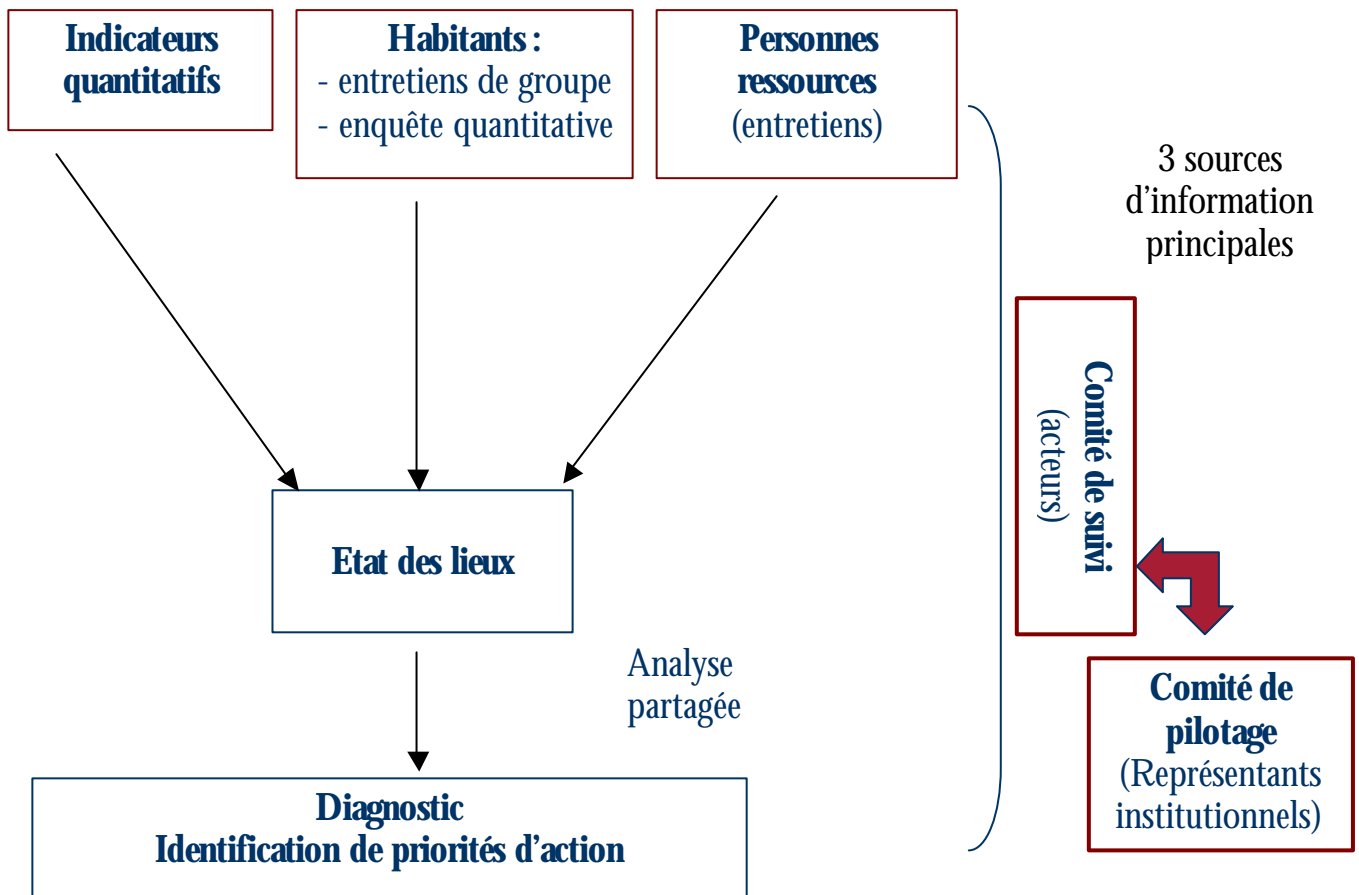 Indicateurs
quantitatifs
Habitants :
- entretiens de groupe
- enquête quantitative
Personnes
ressources
(entretiens)
3 sources
d'information
principales
Comité de suivi
(acteurs)
Etat des lieux
Analyse
partagée
Comité de
pilotage
(Représentants
institutionnels)
Diagnostic
Identification de priorités d'action